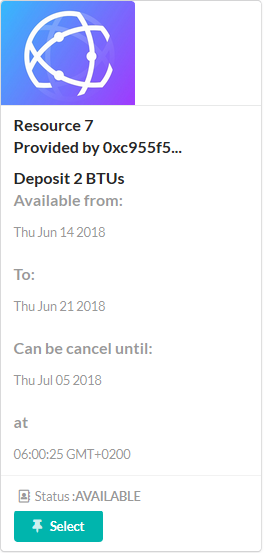 Resource 7
Provided by 0xc955f5...
Deposit 2 BTUs
Available from:
Thu Jun 14 2018
To:
Thu Jun 21 2018
Can be cancel until:
Thu Jul 05 2018
at
06:00:25 GMT+0200
Status :AVAILABLE
Select